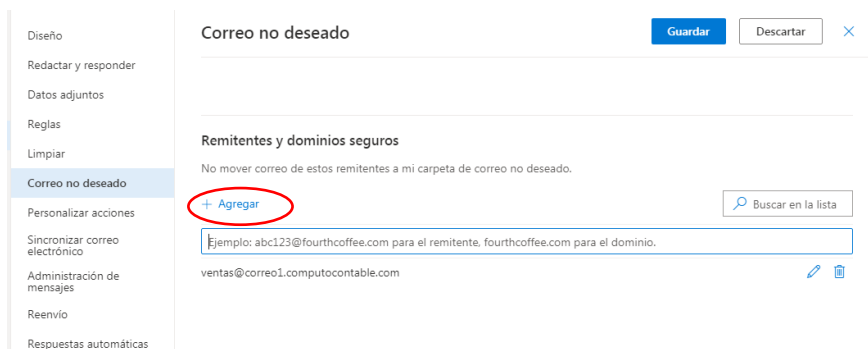 Diseño
Redactar y responder
Datos adjuntos
Reglas
Limpiar
Correo no deseado
Personalizar acciones
Sincronizar correo
electrónico
Administración de
mensajes
Reenvío
Respuestas automáticas
Correo no deseado
Guardar
Descartar
Remitentes y dominios seguros
No mover correo de estos remitentes a mi carpeta de correo no deseado.
+ Agregar
Buscar en la lista
Ejemplo: abc123@fourthcoffee.com para el remitente, fourthcoffee.com para el dominio.
ventas@correo1.computocontable.com